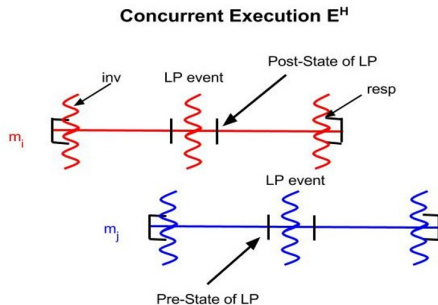 Concurrent Execution E^H
inv
LP event
Post-State of LP
resp
m_i
LP event
m_j
Pre-State of LP